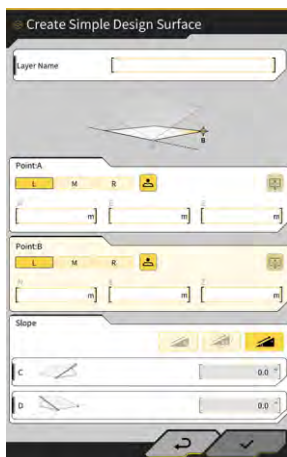 Create Simple Design Surface
Layer Name [ ]
B
Point:A
L M R
N E Z
[ m] [ m] [ m]
Point:B
L M R
N E Z
[ m] [ m] [ m]
Slope
C [ 0.0 °]
D [ 0.0 °]